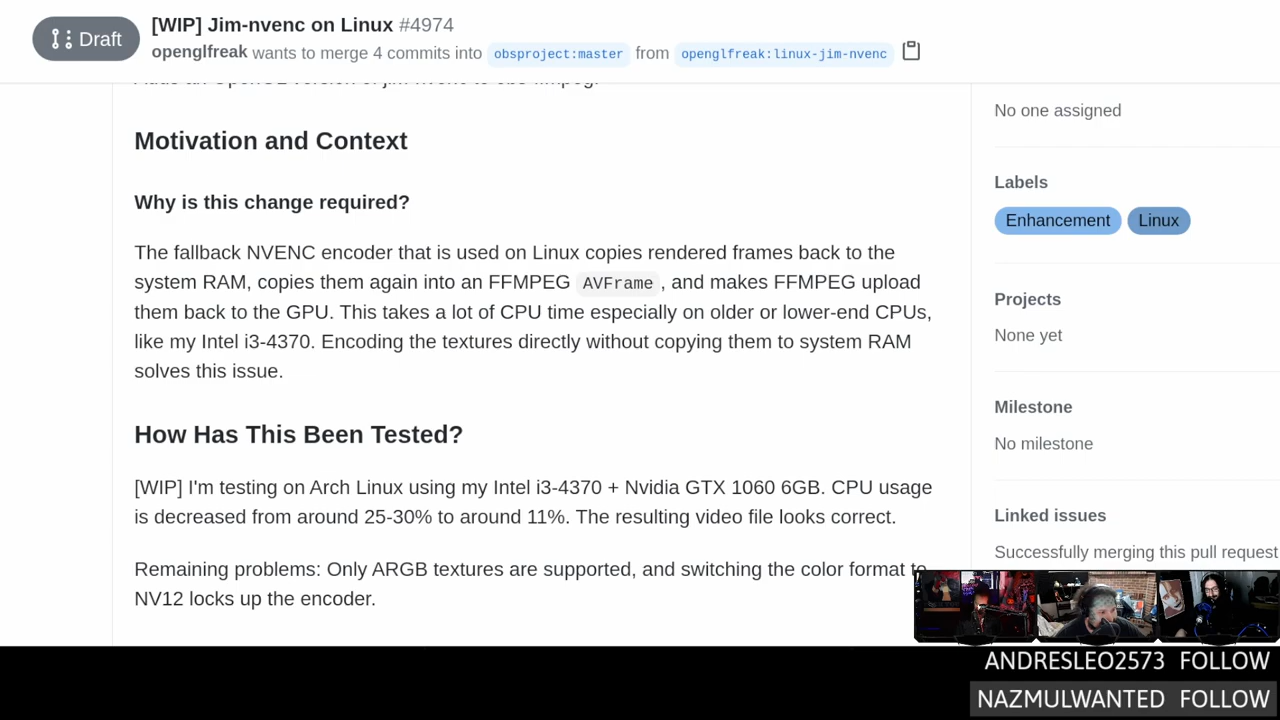 Draft
[WIP] Jim-nvenc on Linux #4974
openglfreak wants to merge 4 commits into obsproject:master from openglfreak:linux-jim-nvenc
Motivation and Context
Why is this change required?
The fallback NVENC encoder that is used on Linux copies rendered frames back to the
system RAM, copies them again into an FFMPEG AVFrame , and makes FFMPEG upload
them back to the GPU. This takes a lot of CPU time especially on older or lower-end CPUs,
like my Intel i3-4370. Encoding the textures directly without copying them to system RAM
solves this issue.
How Has This Been Tested?
[WIP] I'm testing on Arch Linux using my Intel i3-4370 + Nvidia GTX 1060 6GB. CPU usage
is decreased from around 25-30% to around 11%. The resulting video file looks correct.
Remaining problems: Only ARGB textures are supported, and switching the color format to
NV12 locks up the encoder.
No one assigned
Labels
Enhancement Linux
Projects
None yet
Milestone
No milestone
Linked issues
Successfully merging this pull request
ANDRESLEO2573 FOLLOW
NAZMULWANTED FOLLOW